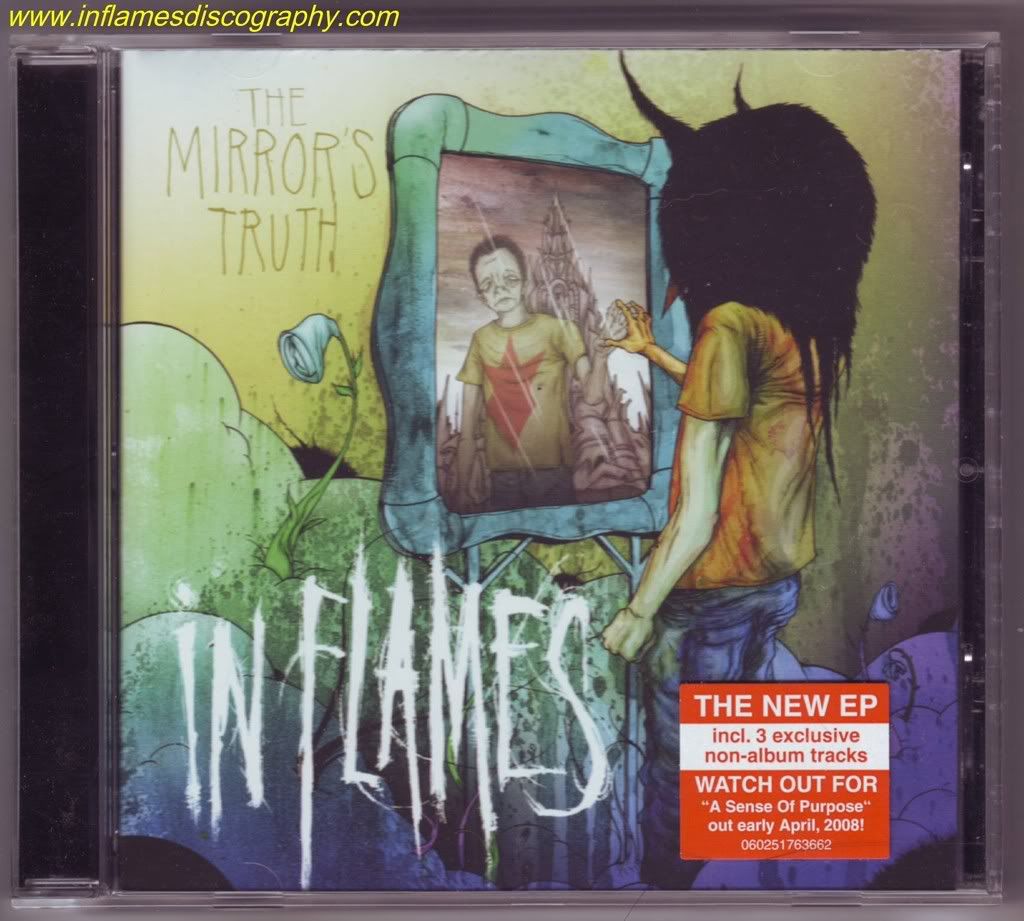 www.inflamesdiscography.com
THE
MIRROR'S
TRUTH
iN FLAMES
THE NEW EP
incl. 3 exclusive
non-album tracks
WATCH OUT FOR
“A Sense Of Purpose“
out early April, 2008!
060251763662